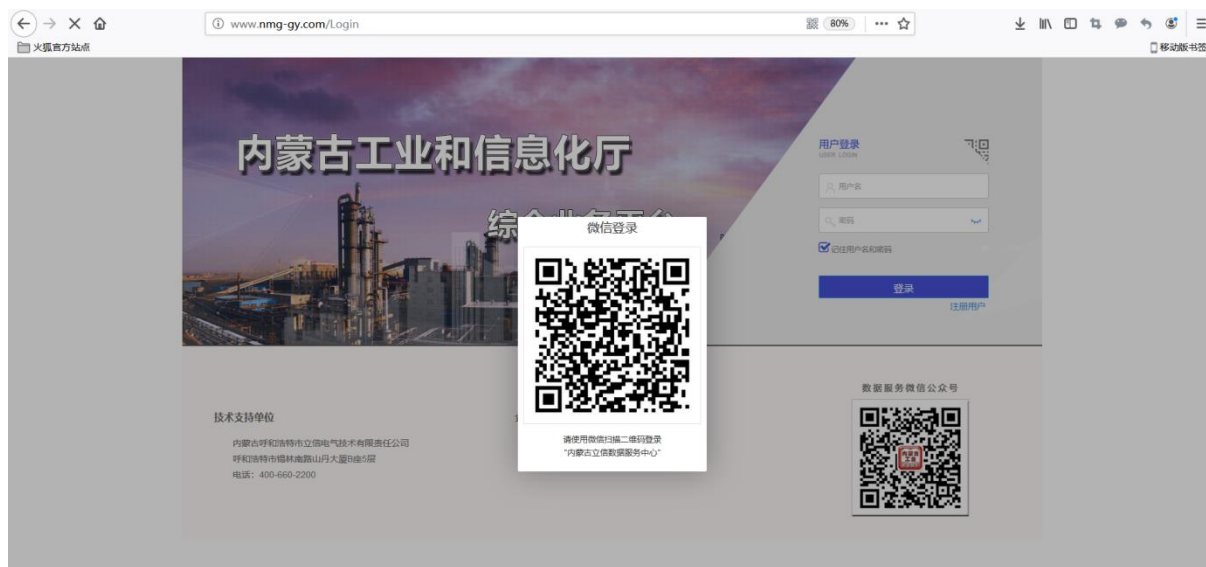 www.nmg-gy.com/Login
80%
火狐官方站点
移动版书签
内蒙古工业和信息化厅
用户登录
USER LOGIN
用户名
密码
记住用户名和密码
登录
注册用户
微信登录
请使用微信扫描二维码登录
"内蒙古立信数据服务中心"
技术支持单位
内蒙古呼和浩特市立信电气技术有限责任公司
呼和浩特市锡林南路山丹大厦B座5层
电话：400-660-2200
数据服务微信公众号
内蒙古
工业